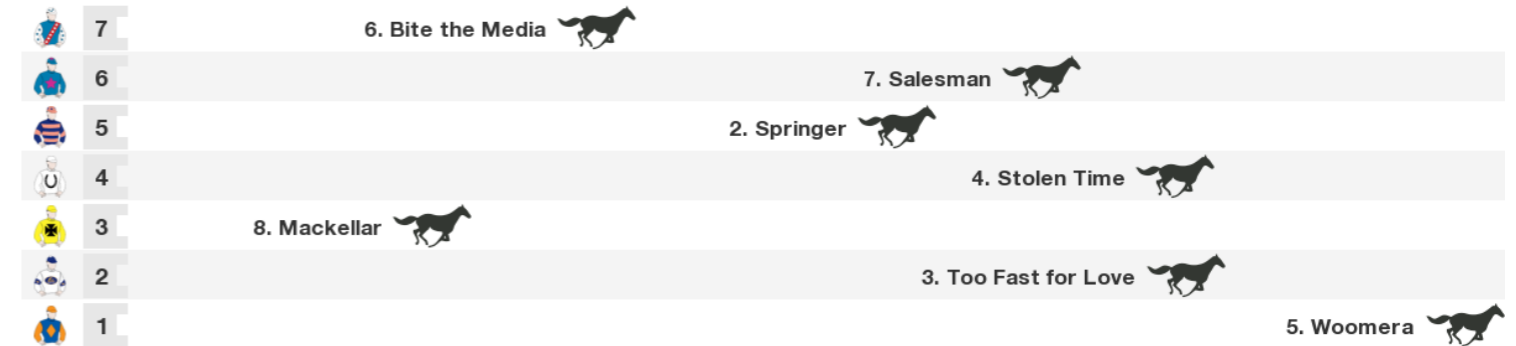 7 6. Bite the Media
6 7. Salesman
5 2. Springer
4 4. Stolen Time
3 8. Mackellar
2 3. Too Fast for Love
1 5. Woomera